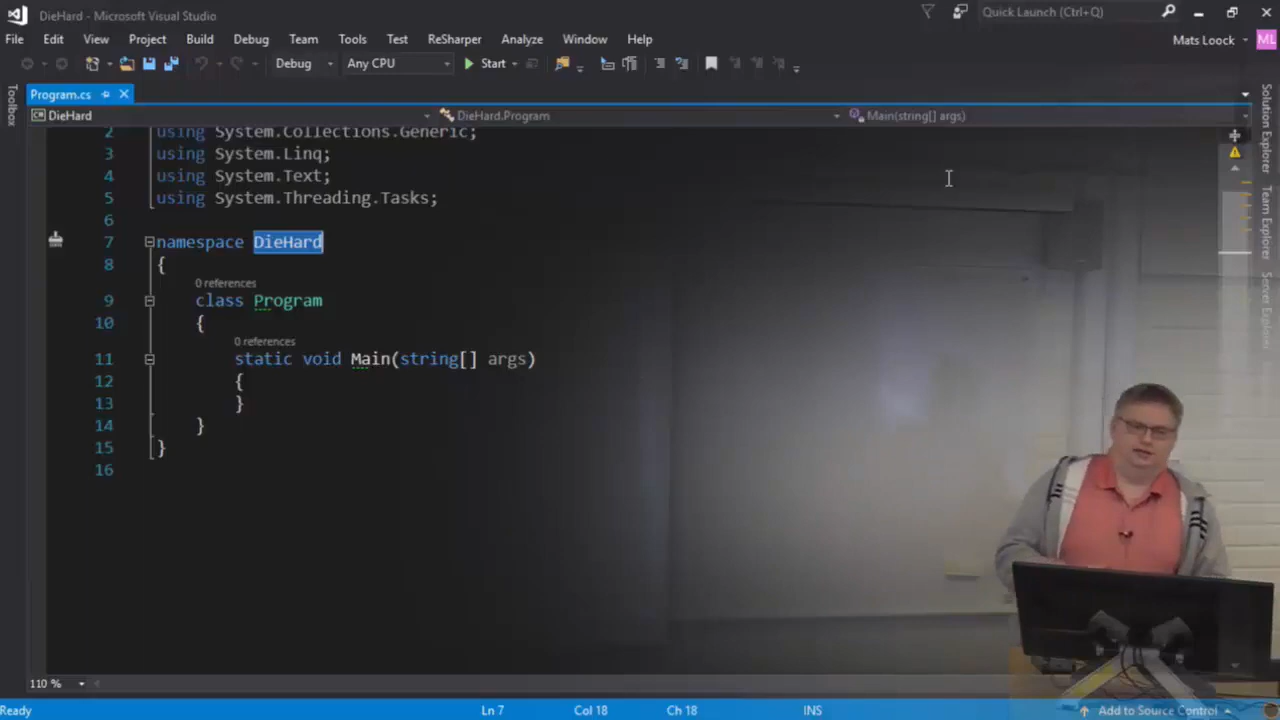 DieHard - Microsoft Visual Studio
Quick Launch (Ctrl+Q)
File Edit View Project Build Debug Team Tools Test ReSharper Analyze Window Help
Mats Loock
ML
Debug Any CPU Start
Program.cs
DieHard DieHard.Program Main(string[] args)
Toolbox
Solution Explorer
Team Explorer
Server Explorer
2 using System.Collections.Generic;
3 using System.Linq;
4 using System.Text;
5 using System.Threading.Tasks;
6
7 namespace DieHard
8 {
0 references
9 class Program
10 {
0 references
11 static void Main(string[] args)
12 {
13 }
14 }
15 }
16
110 %
Ready Ln 7 Col 18 Ch 18 INS Add to Source Control